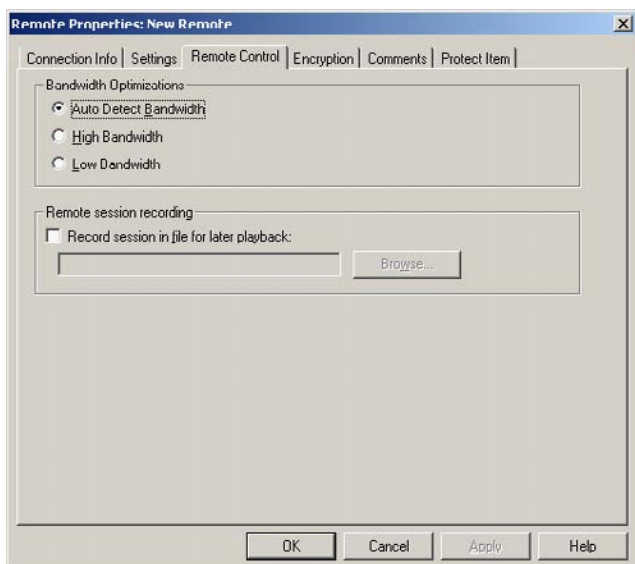 Remote Properties: New Remote
Connection Info Settings Remote Control Encryption Comments Protect Item
Bandwidth Optimizations
Auto Detect Bandwidth
High Bandwidth
Low Bandwidth
Remote session recording
Record session in file for later playback:
Browse...
OK Cancel Apply Help